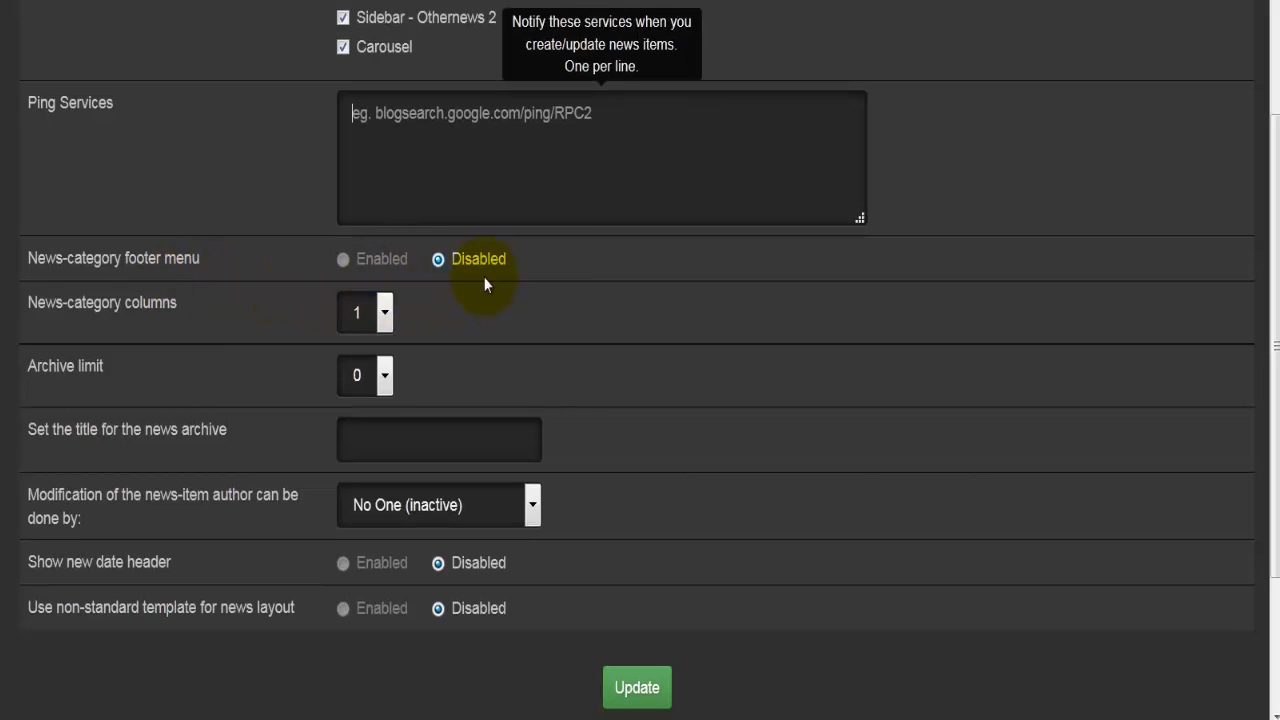 Sidebar - Othernews 2
Carousel
Notify these services when you
create/update news items.
One per line.
Ping Services
eg. blogsearch.google.com/ping/RPC2
News-category footer menu
Enabled Disabled
News-category columns
1
Archive limit
0
Set the title for the news archive
Modification of the news-item author can be
done by:
No One (inactive)
Show new date header
Enabled Disabled
Use non-standard template for news layout
Enabled Disabled
Update